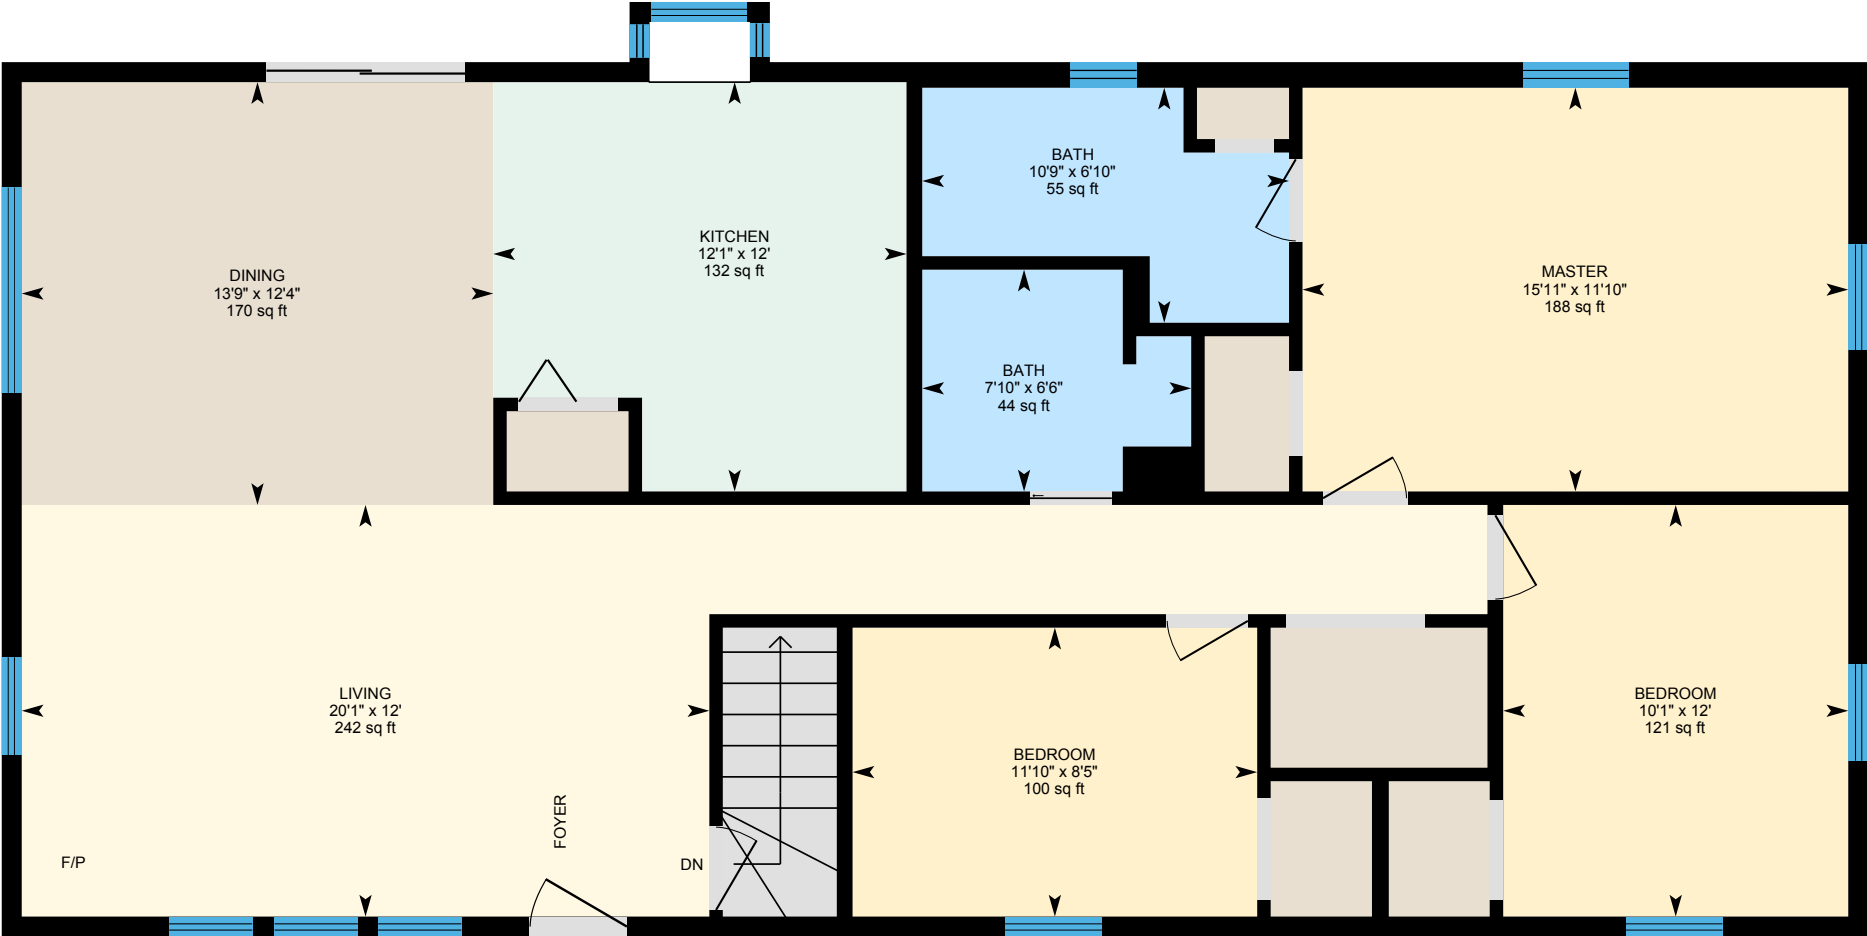 BATH
10'9" x 6'10"
55 sq ft
KITCHEN
12'1" x 12'
132 sq ft
DINING
13'9" x 12'4"
170 sq ft
MASTER
15'11" x 11'10"
188 sq ft
BATH
7'10" x 6'6"
44 sq ft
LIVING
20'1" x 12'
242 sq ft
BEDROOM
10'1" x 12'
121 sq ft
BEDROOM
11'10" x 8'5"
100 sq ft
FOYER
F/P
DN